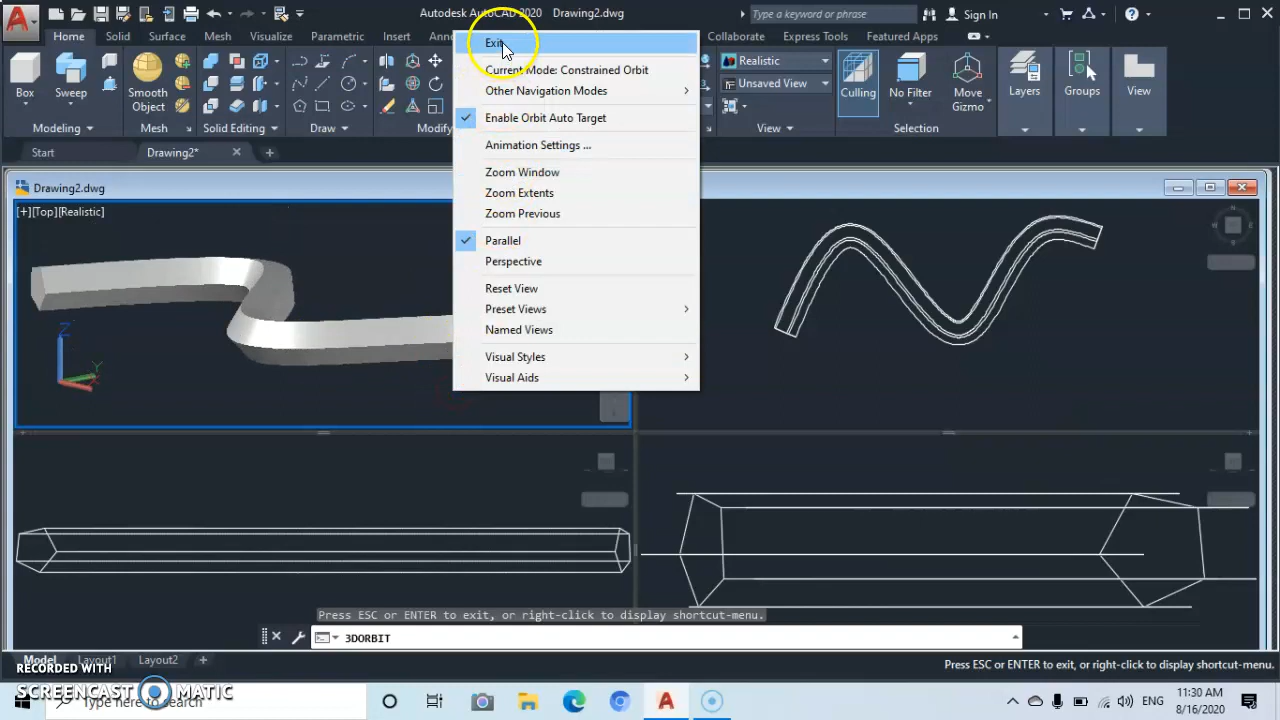 Autodesk AutoCAD 2020 Drawing2.dwg
Type a keyword or phrase
Sign In
Home Solid Surface Mesh Visualize Parametric Insert Ann Collaborate Express Tools Featured Apps
Box
Sweep
Smooth
Object
Realistic
Unsaved View
Culling
No Filter
Move
Gizmo
Layers
Groups
View
Modeling
Mesh
Solid Editing
Draw
Modify
View
Selection
Start
Drawing2*
Drawing2.dwg
[+][Top][Realistic]
Exit
Current Mode: Constrained Orbit
Other Navigation Modes
Enable Orbit Auto Target
Animation Settings ...
Zoom Window
Zoom Extents
Zoom Previous
Parallel
Perspective
Reset View
Preset Views
Named Views
Visual Styles
Visual Aids
Z
Y
X
Press ESC or ENTER to exit, or right-click to display shortcut-menu.
3DORBIT
Model Layout1 Layout2
Press ESC or ENTER to exit, or right-click to display shortcut-menu.
RECORDED WITH
SCREENCAST MATIC
Type here to search
ENG
11:30 AM
8/16/2020